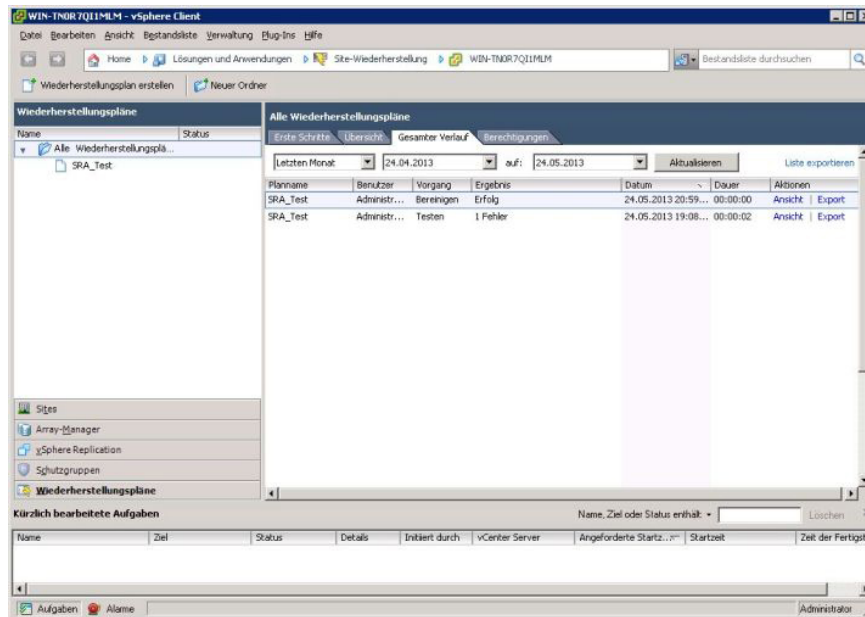 WIN-TN0R7QI1MLM - vSphere Client
Datei Bearbeiten Ansicht Bestandsliste Verwaltung Plug-Ins Hilfe
Home Lösungen und Anwendungen Site-Wiederherstellung WIN-TN0R7QI1MLM Bestandsliste durchsuchen
Wiederherstellungsplan erstellen Neuer Ordner
Wiederherstellungspläne
Name Status
Alle Wiederherstellungsplä...
SRA_Test
Sites
Array-Manager
vSphere Replication
Schutzgruppen
Wiederherstellungspläne
Alle Wiederherstellungspläne
Erste Schritte Übersicht Gesamter Verlauf Berechtigungen
Letzten Monat 24.04.2013 auf: 24.05.2013 Aktualisieren Liste exportieren
Planname Benutzer Vorgang Ergebnis Datum Dauer Aktionen
SRA_Test Administr... Bereinigen Erfolg 24.05.2013 20:59... 00:00:00 Ansicht | Export
SRA_Test Administr... Testen 1 Fehler 24.05.2013 19:08... 00:00:02 Ansicht | Export
Kürzlich bearbeitete Aufgaben Name, Ziel oder Status enthält: Löschen
Name Ziel Status Details Initiiert durch vCenter Server Angeforderte Startz... Startzeit Zeit der Fertigst
Aufgaben Alarme Administrator